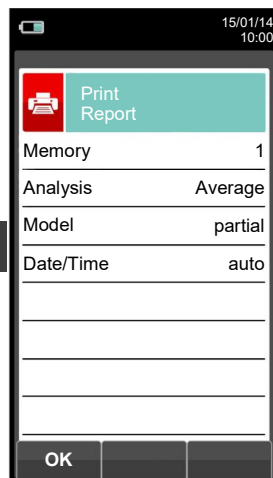 15/01/14
10:00
Print
Report
Memory 1
Analysis Average
Model partial
Date/Time auto
OK